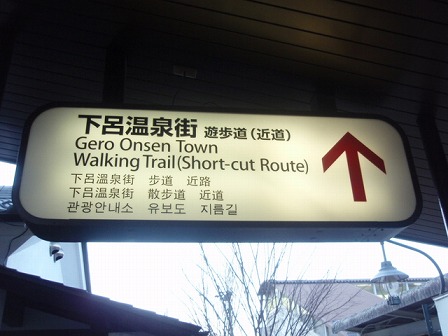 下呂温泉街 遊歩道(近道)
Gero Onsen Town
Walking Trail(Short-cut Route)
下呂溫泉街 步道 近路
下吕温泉街 散步道 近道
관광안내소 유보도 지름길